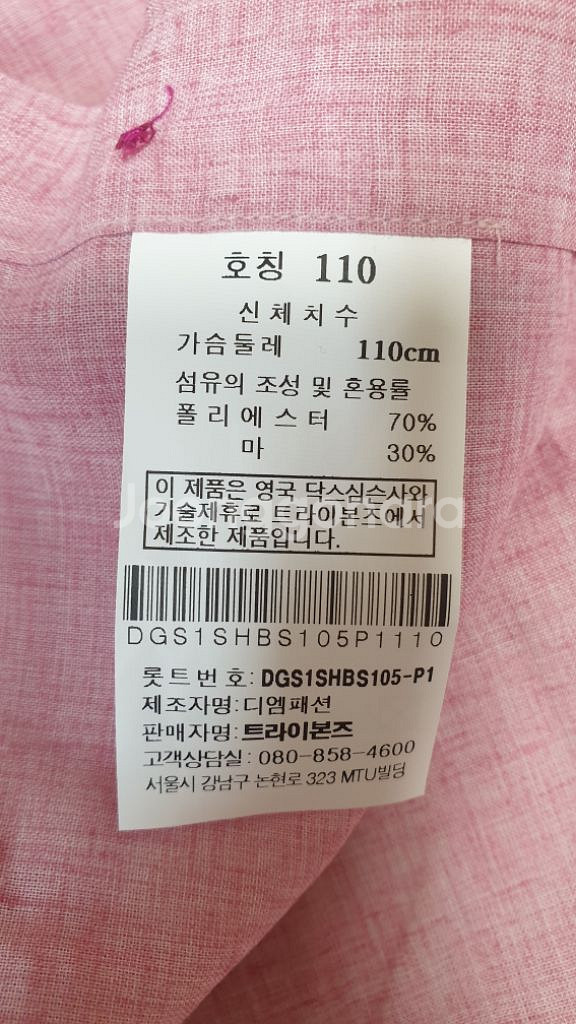 호칭 110
신체치수
가슴둘레 110cm
섬유의 조성 및 혼용률
폴리에스터 70%
마 30%
이 제품은 영국 닥스심슨사와
기술제휴로 트라이본즈에서
제조한 제품입니다.
DGS1SHBS105P1110
롯트번호: DGS1SHBS105-P1
제조자명: 디엠패션
판매자명: 트라이본즈
고객상담실: 080-858-4600
서울시 강남구 논현로 323 MTU빌딩